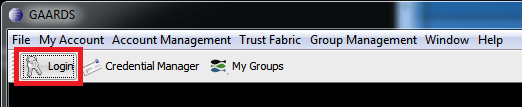 GAARDS
File My Account Account Management Trust Fabric Group Management Window Help
Login Credential Manager My Groups